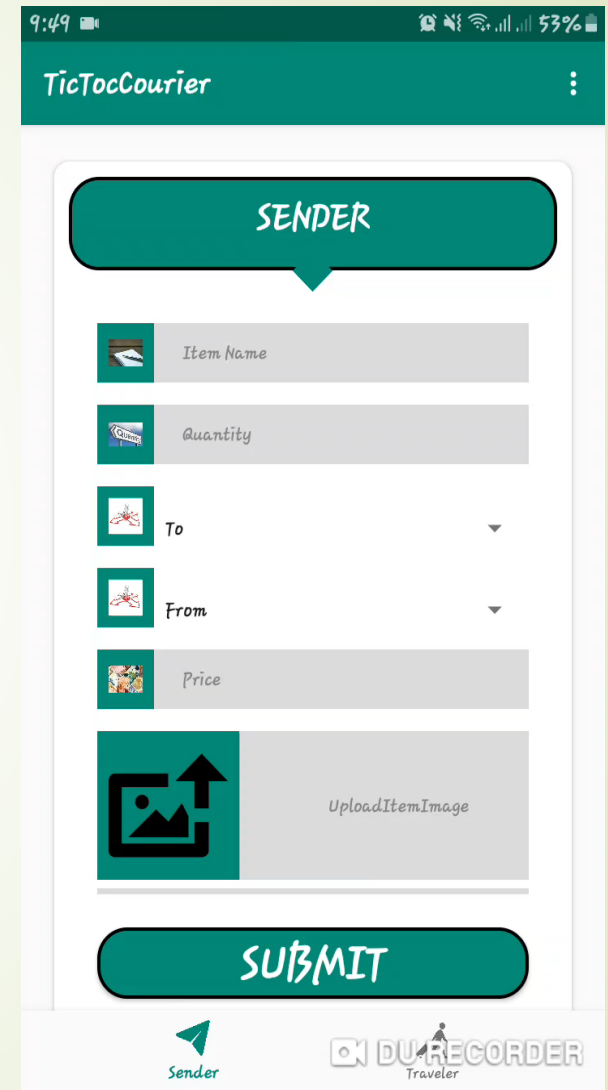 9:49 53%
TicTocCourier
SENDER
Item Name
Quantity
To
From
Price
UploadItemImage
SUBMIT
Sender
Traveler
DU RECORDER